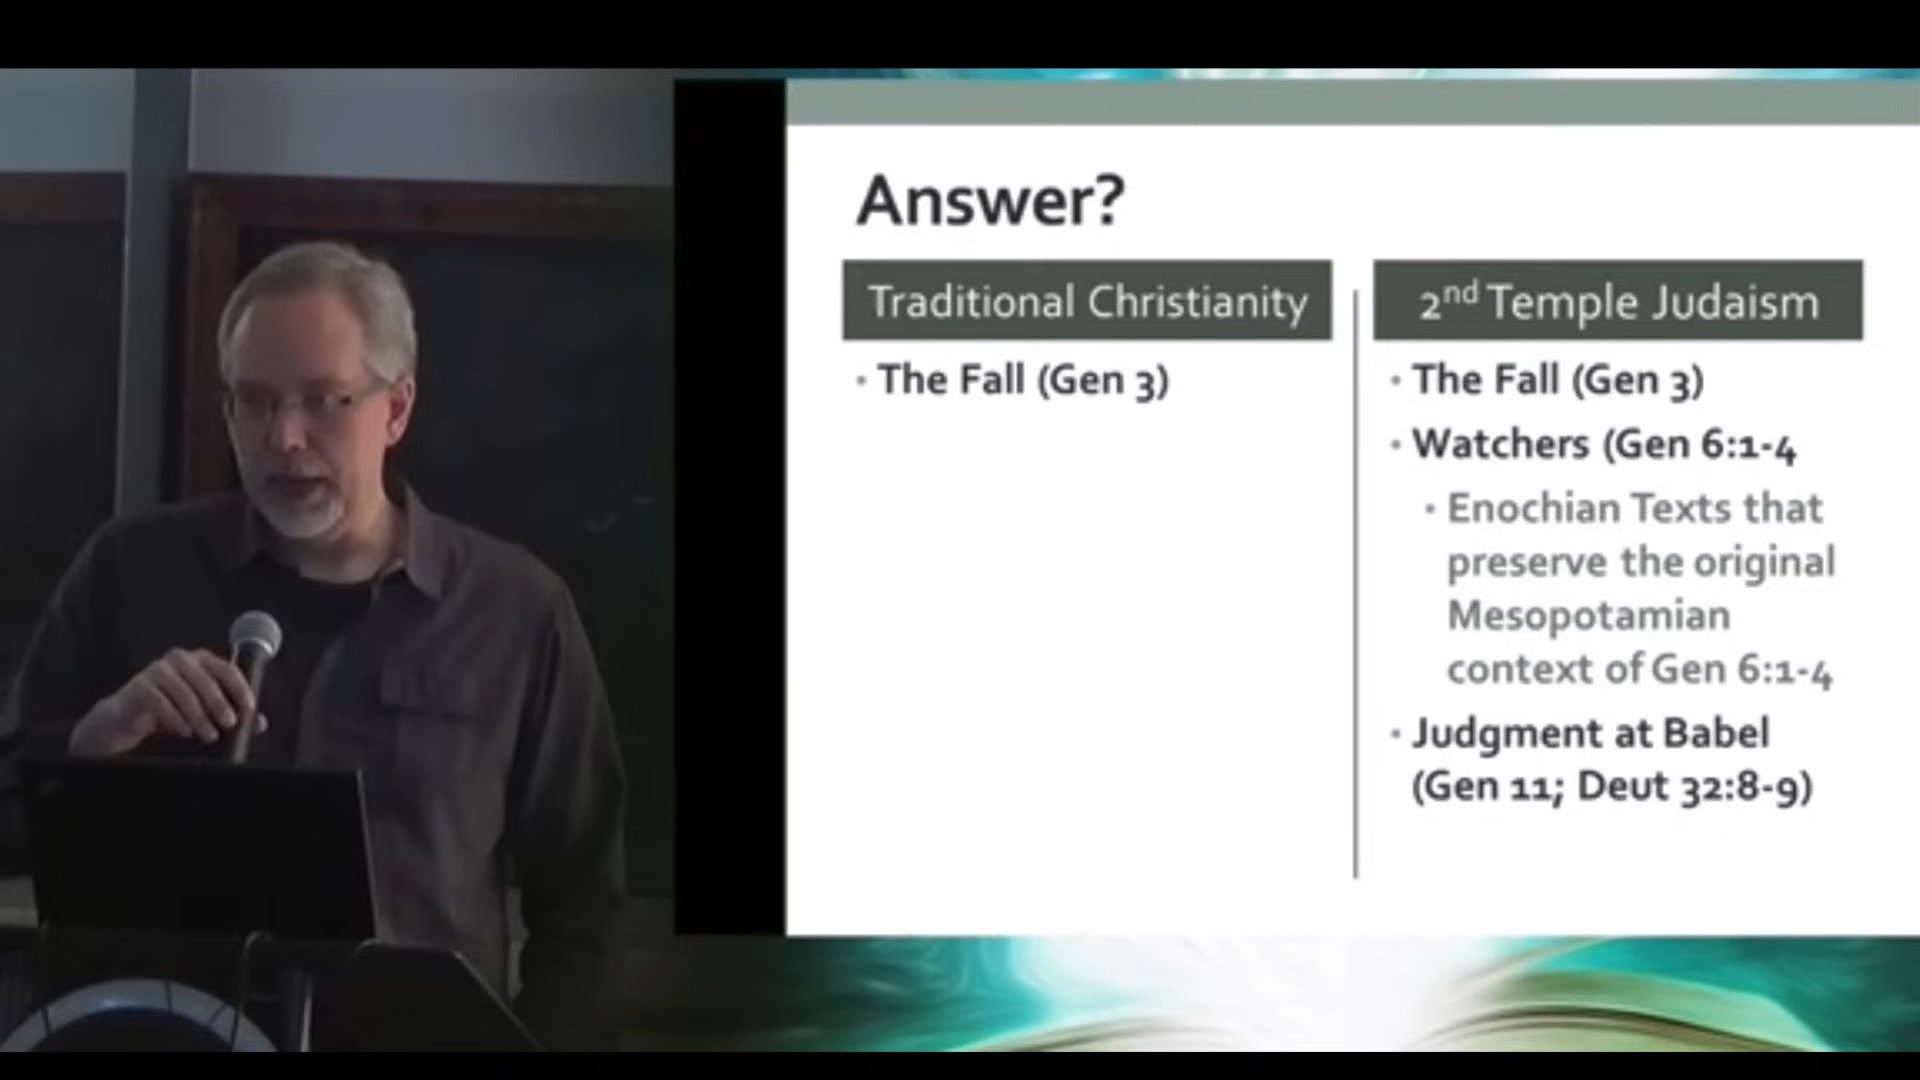 Answer?
Traditional Christianity
• The Fall (Gen 3)
2nd Temple Judaism
• The Fall (Gen 3)
• Watchers (Gen 6:1-4
• Enochian Texts that
preserve the original
Mesopotamian
context of Gen 6:1-4
• Judgment at Babel
(Gen 11; Deut 32:8-9)